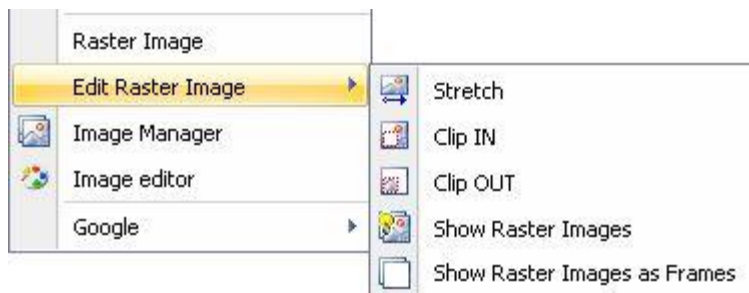 Raster Image
Edit Raster Image
Image Manager
Image editor
Google
Stretch
Clip IN
Clip OUT
Show Raster Images
Show Raster Images as Frames